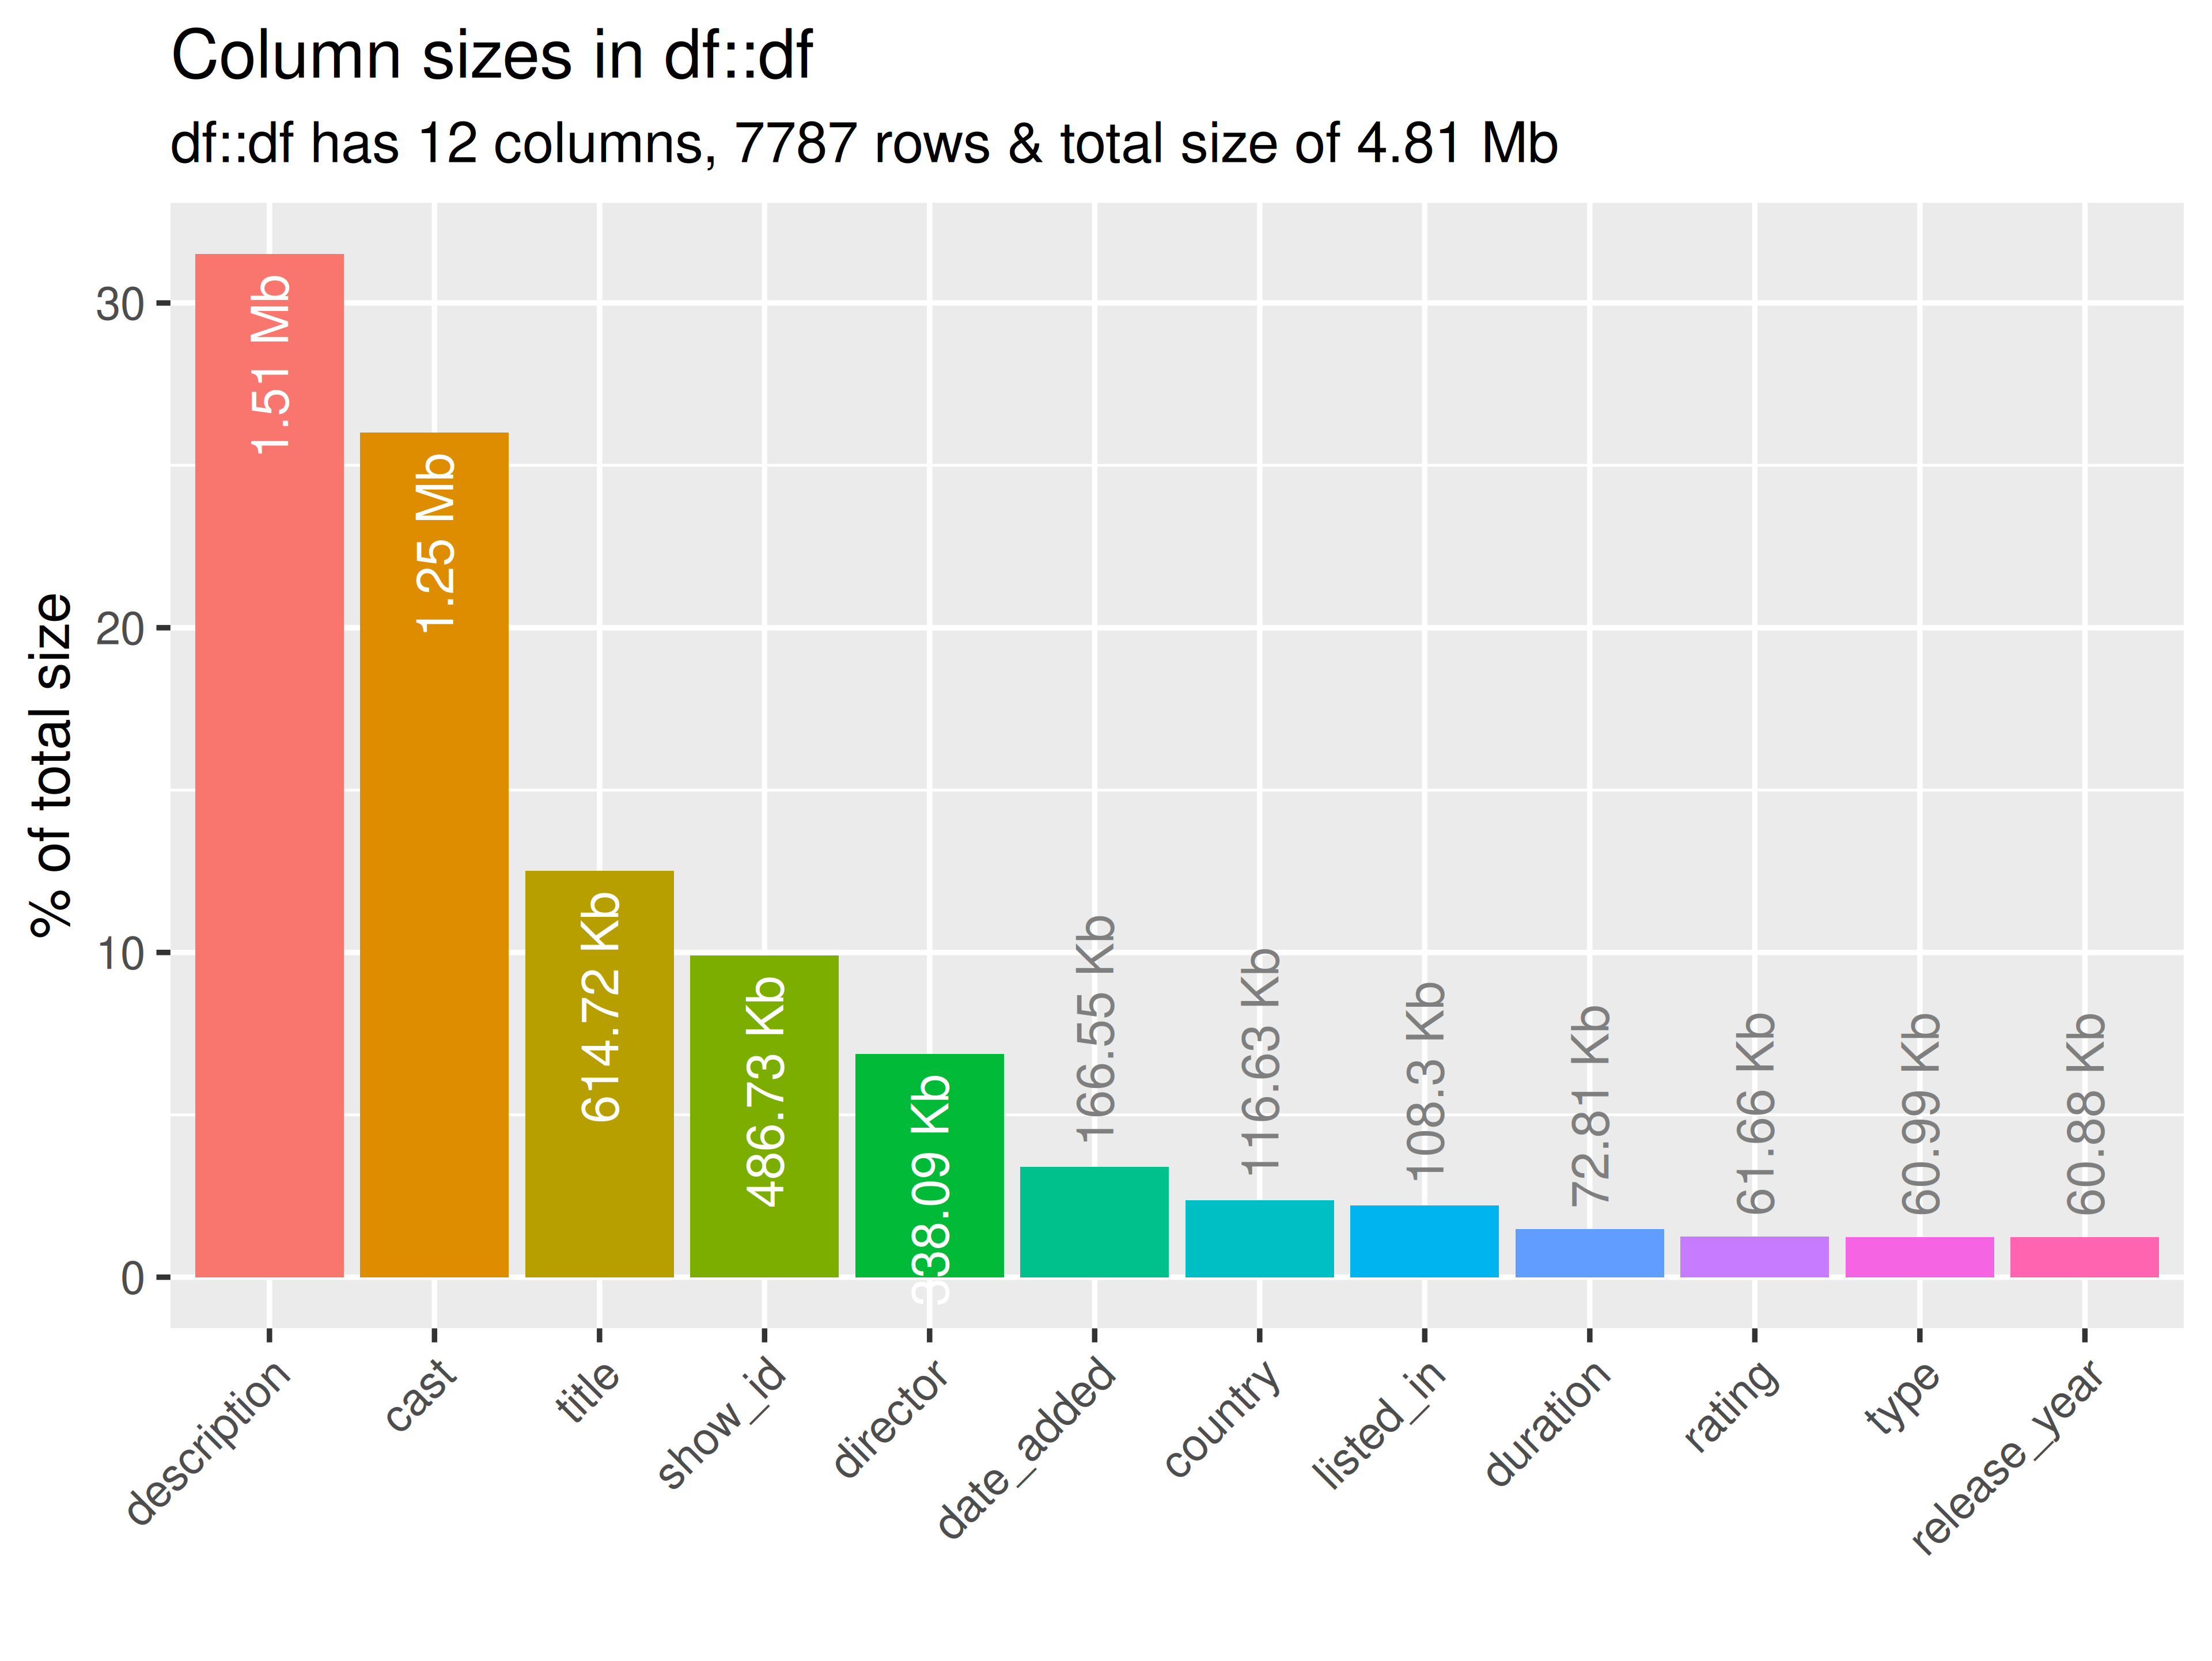 Column sizes in df::df
df::df has 12 columns, 7787 rows & total size of 4.81 Mb
% of total size
30
20
10
0
1.51 Mb
1.25 Mb
614.72 Kb
486.73 Kb
338.09 Kb
166.55 Kb
116.63 Kb
108.3 Kb
72.81 Kb
61.66 Kb
60.99 Kb
60.88 Kb
description
cast
title
show_id
director
date_added
country
listed_in
duration
rating
type
release_year